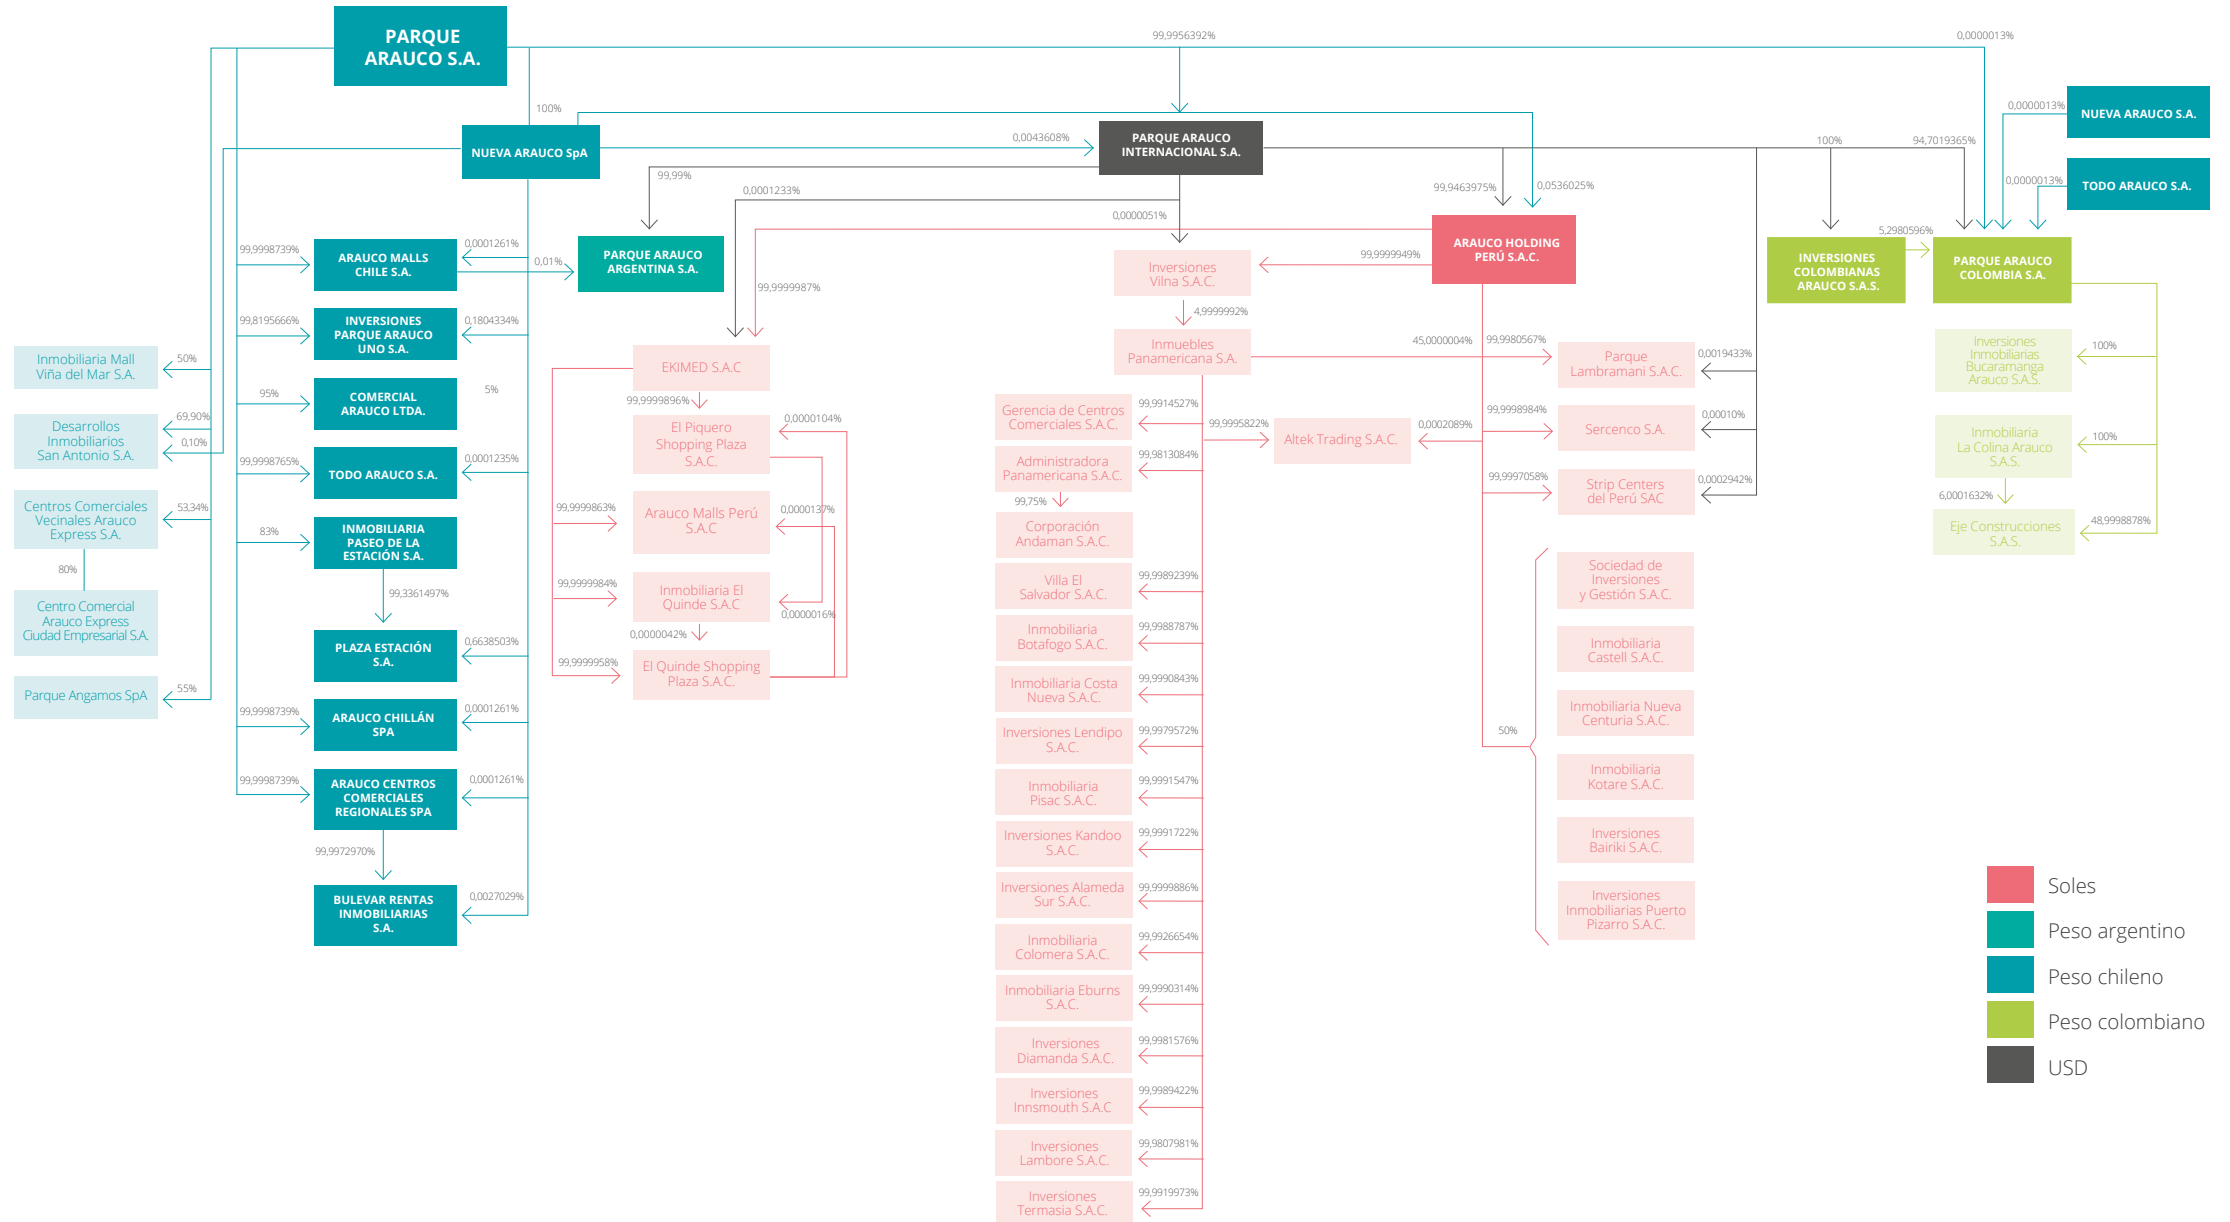 PARQUE
ARAUCO S.A.
99,9956392%
0,0000013%
100%
NUEVA ARAUCO SpA
0,0043608%
PARQUE ARAUCO
INTERNACIONAL S.A.
100%
94,7019365%
0,0000013%
NUEVA ARAUCO S.A.
0,0000013%
TODO ARAUCO S.A.
99,99%
0,0001233%
0,0000051%
99,9463975%
0,0536025%
99,9998739%
ARAUCO MALLS
CHILE S.A.
0,0001261%
0,01%
PARQUE ARAUCO
ARGENTINA S.A.
99,9999987%
Inversiones
Vilna S.A.C.
99,9999949%
ARAUCO HOLDING
PERÚ S.A.C.
INVERSIONES
COLOMBIANAS
ARAUCO S.A.S.
5,2980596%
PARQUE ARAUCO
COLOMBIA S.A.
99,8195666%
INVERSIONES
PARQUE ARAUCO
UNO S.A.
0,1804334%
4,9999992%
Inmuebles
Panamericana S.A.
45,0000004%
99,9980567%
Parque
Lambramani S.A.C.
0,0019433%
Inversiones
Inmobiliarias
Bucaramanga
Arauco S.A.S.
100%
Inmobiliaria Mall
Viña del Mar S.A.
50%
EKIMED S.A.C
95%
COMERCIAL
ARAUCO LTDA.
5%
99,9999896%
El Piquero
Shopping Plaza
S.A.C.
0,0000104%
Gerencia de Centros
Comerciales S.A.C.
99,9914527%
99,9995822%
Altek Trading S.A.C.
0,0002089%
99,9998984%
Sercenco S.A.
0,00010%
Desarrollos
Inmobiliarios
San Antonio S.A.
69,90%
0,10%
99,9998765%
TODO ARAUCO S.A.
0,0001235%
Administradora
Panamericana S.A.C.
99,9813084%
99,75%
Inmobiliaria
La Colina Arauco
S.A.S.
100%
6,0001632%
99,9997058%
Strip Centers
del Perú SAC
0,0002942%
Centros Comerciales
Vecinales Arauco
Express S.A.
53,34%
83%
INMOBILIARIA
PASEO DE LA
ESTACIÓN S.A.
99,9999863%
Arauco Malls Perú
S.A.C
0,0000137%
Corporación
Andaman S.A.C.
Eje Construcciones
S.A.S.
48,9998878%
80%
99,3361497%
Centro Comercial
Arauco Express
Ciudad Empresarial S.A.
99,9999984%
Inmobiliaria El
Quinde S.A.C
0,0000016%
Villa El
Salvador S.A.C.
99,9989239%
Sociedad de
Inversiones
y Gestión S.A.C.
0,0000042%
Inmobiliaria
Botafogo S.A.C.
99,9988787%
Inmobiliaria
Castell S.A.C.
PLAZA ESTACIÓN
S.A.
0,6638503%
99,9999958%
El Quinde Shopping
Plaza S.A.C.
Parque Angamos SpA
55%
Inmobiliaria Costa
Nueva S.A.C.
99,9990843%
Inmobiliaria Nueva
Centuria S.A.C.
99,9998739%
ARAUCO CHILLÁN
SPA
0,0001261%
Inversiones Lendipo
S.A.C.
99,9979572%
50%
99,9998739%
ARAUCO CENTROS
COMERCIALES
REGIONALES SPA
0,0001261%
Inmobiliaria
Pisac S.A.C.
99,9991547%
Inmobiliaria
Kotare S.A.C.
99,9972970%
Inversiones Kandoo
S.A.C.
99,9991722%
Inversiones
Bairiki S.A.C.
BULEVAR RENTAS
INMOBILIARIAS
S.A.
0,0027029%
Inversiones Alameda
Sur S.A.C.
99,9999886%
Inversiones
Inmobiliarias Puerto
Pizarro S.A.C.
Inmobiliaria
Colomera S.A.C.
99,9926654%
Inmobiliaria Eburns
S.A.C.
99,9990314%
Inversiones
Diamanda S.A.C.
99,9981576%
Inversiones
Innsmouth S.A.C
99,9989422%
Inversiones
Lambore S.A.C.
99,9807981%
Inversiones
Termasia S.A.C.
99,9919973%
Soles
Peso argentino
Peso chileno
Peso colombiano
USD